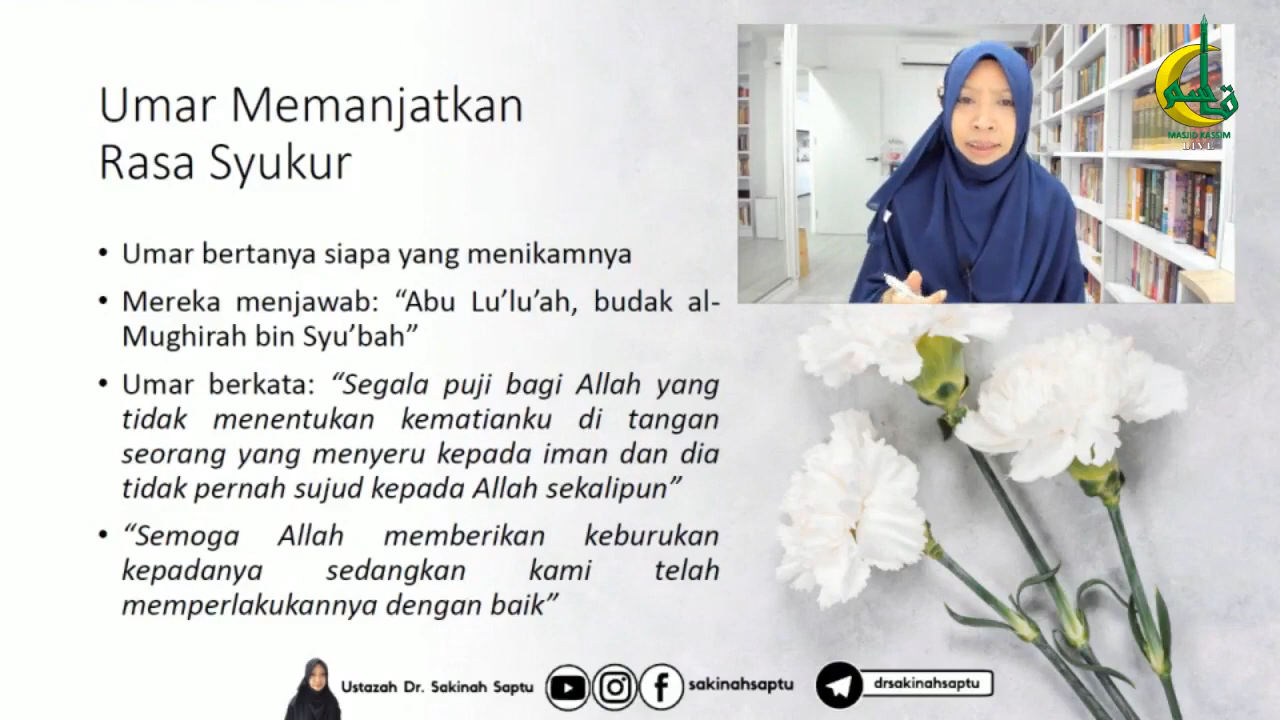 Umar Memanjatkan
Rasa Syukur
• Umar bertanya siapa yang menikamnya
• Mereka menjawab: “Abu Lu’lu’ah, budak al-
Mughirah bin Syu’bah”
• Umar berkata: “Segala puji bagi Allah yang
tidak menentukan kematianku di tangan
seorang yang menyeru kepada iman dan dia
tidak pernah sujud kepada Allah sekalipun”
• “Semoga Allah memberikan keburukan
kepadanya sedangkan kami telah
memperlakukannya dengan baik”
قاسم
MASJID KASSIM
LIVE
Ustazah Dr. Sakinah Saptu
sakinahsaptu
drsakinahsaptu